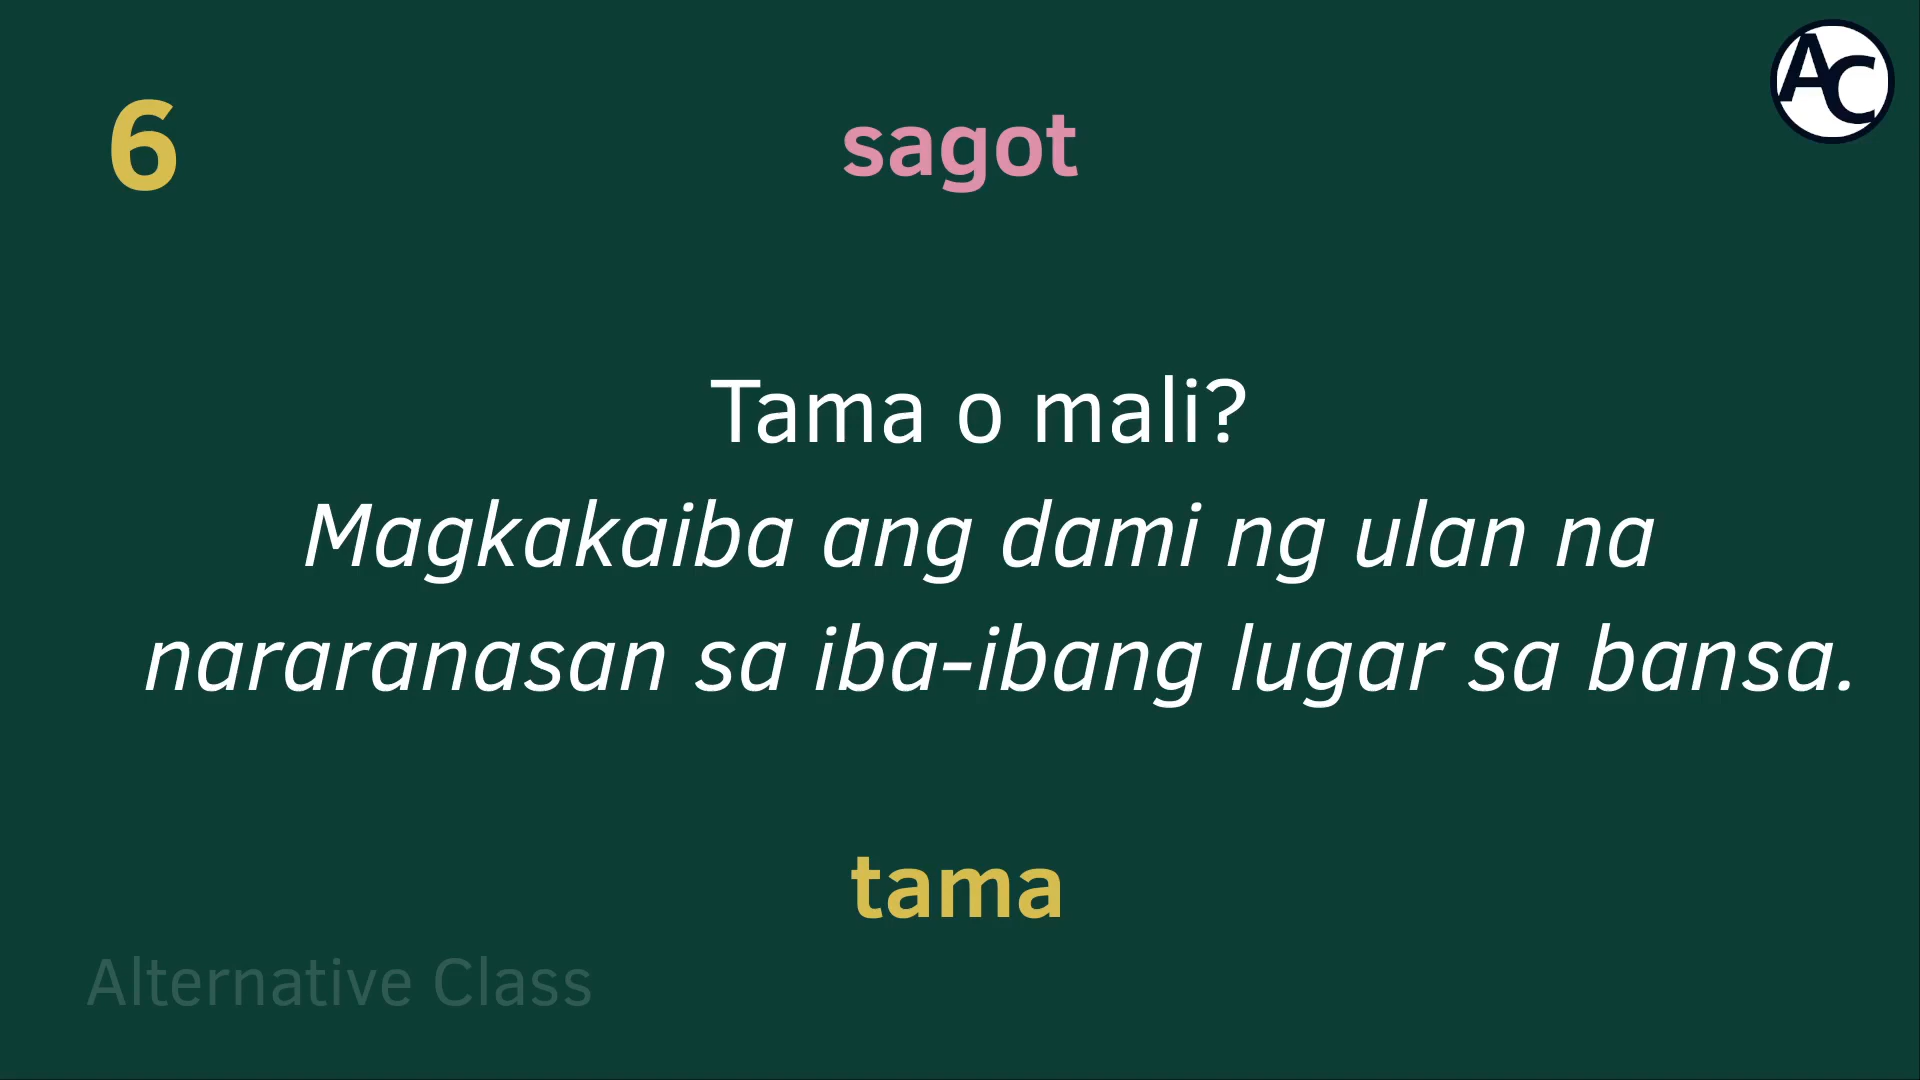 6
sagot
AC
Tama o mali?
Magkakaiba ang dami ng ulan na
nararanasan sa iba-ibang lugar sa bansa.
tama
Alternative Class